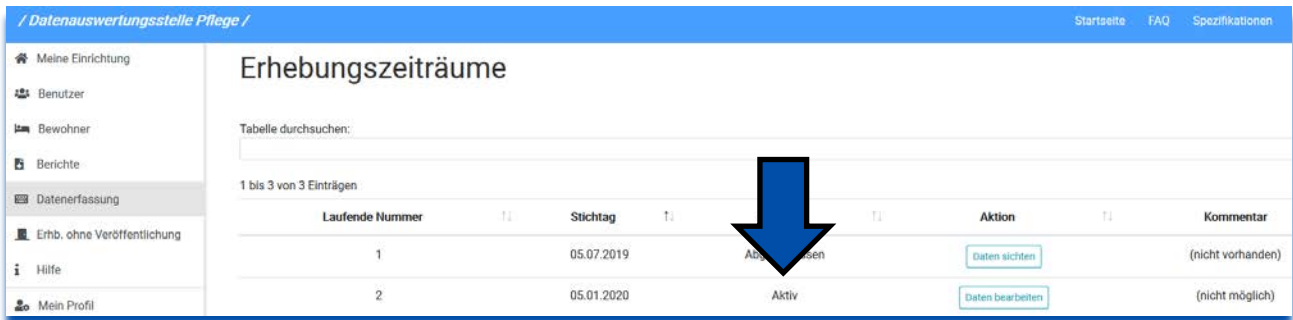 / Datenauswertungsstelle Pflege /
Startseite FAQ Spezifikationen
Meine Einrichtung
Benutzer
Bewohner
Berichte
Datenerfassung
Erhb. ohne Veröffentlichung
Hilfe
Mein Profil
Erhebungszeiträume
Tabelle durchsuchen:
1 bis 3 von 3 Einträgen
Laufende Nummer Stichtag Aktion Kommentar
1 05.07.2019 Daten sichten (nicht vorhanden)
2 05.01.2020 Aktiv Daten bearbeiten (nicht möglich)